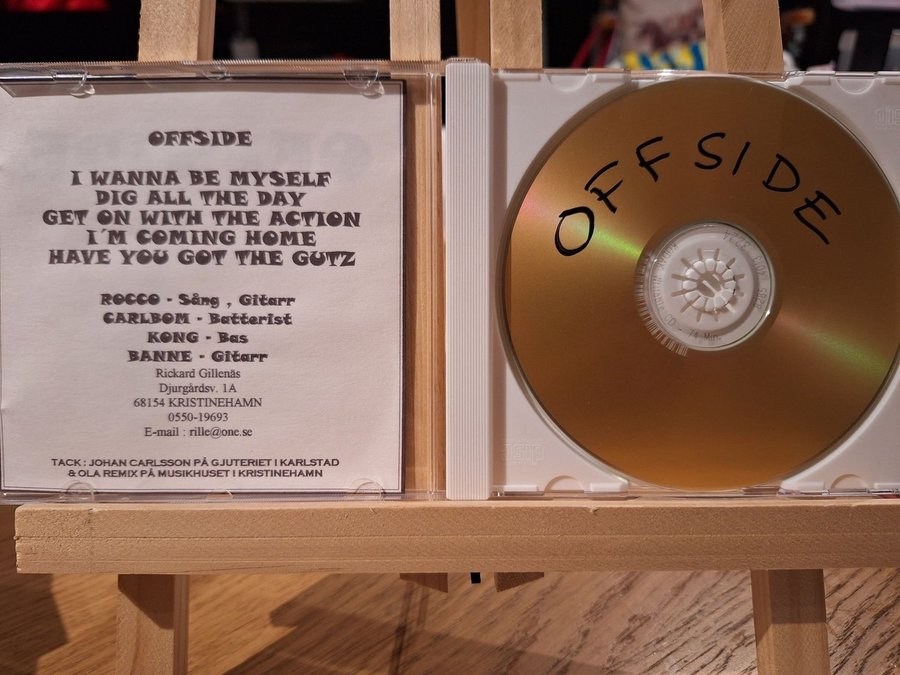 OFFSIDE
I WANNA BE MYSELF
DIG ALL THE DAY
GET ON WITH THE ACTION
I´M COMING HOME
HAVE YOU GOT THE GUTZ
ROCCO - Sång , Gitarr
CARLBOM - Batterist
KONG - Bas
BANNE - Gitarr
Rickard Gillenäs
Djurgårdsv. 1A
68154 KRISTINEHAMN
0550-19693
E-mail : rille@one.se
TACK : JOHAN CARLSSON PÅ GJUTERIET I KARLSTAD
& OLA REMIX PÅ MUSIKHUSET I KRISTINEHAMN
OFFSIDE
74 Min